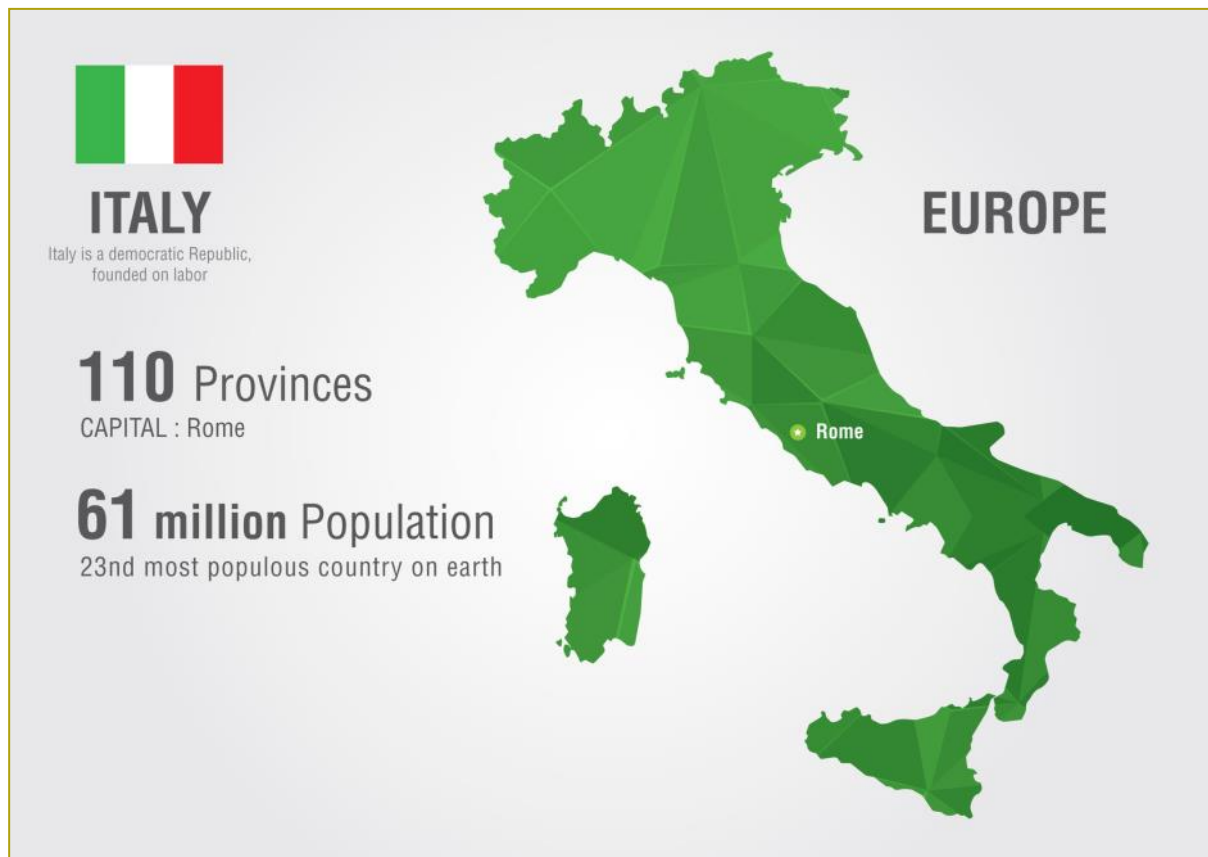 ITALY
Italy is a democratic Republic,
founded on labor
EUROPE
110 Provinces
CAPITAL : Rome
Rome
61 million Population
23nd most populous country on earth